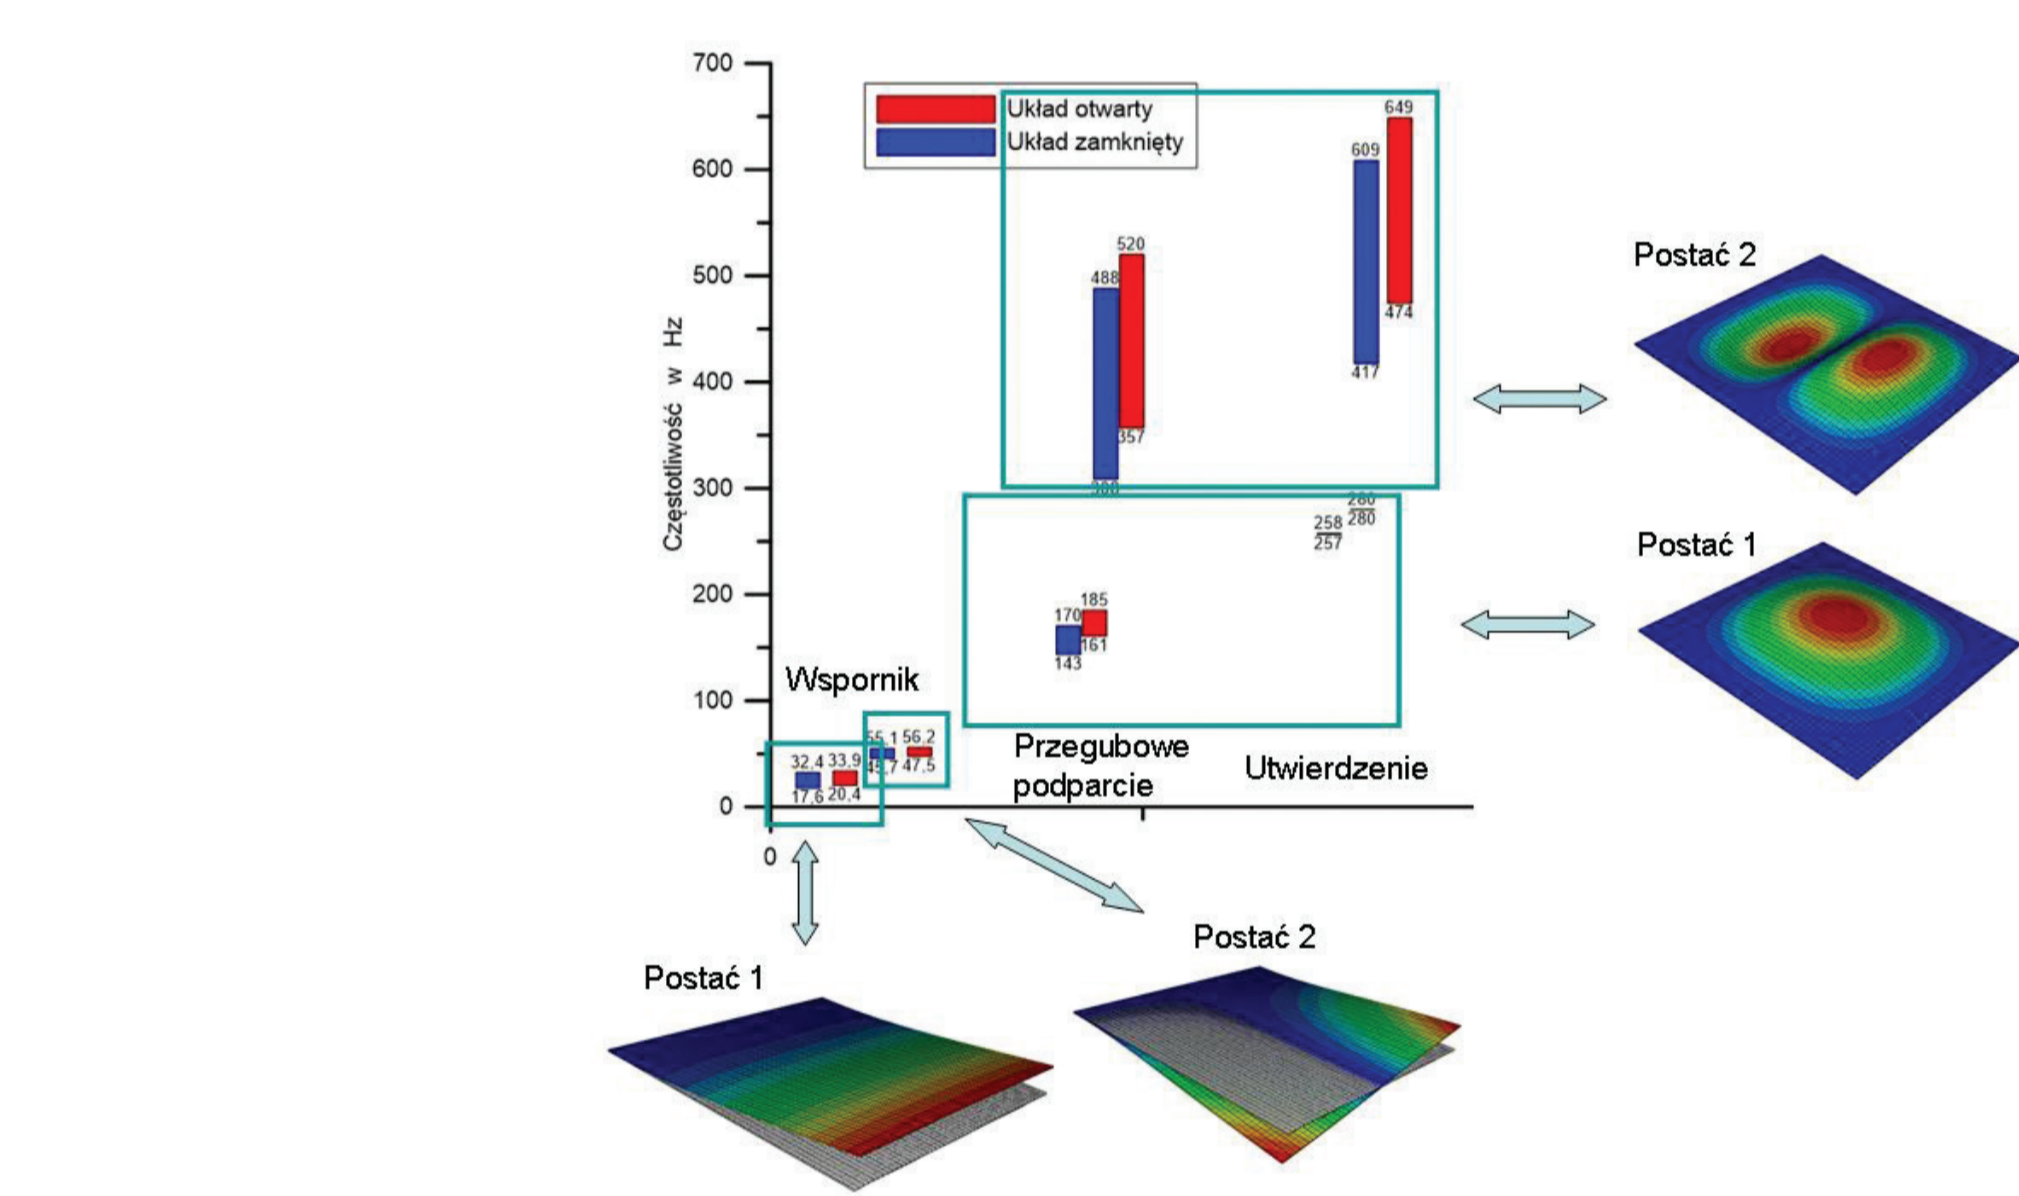 700
600
500
400
300
200
100
0
0
Częstotliwość w Hz
Układ otwarty
Układ zamknięty
649
609
520
488
474
417
357
280
280
258
257
185
170
161
143
Wspornik
55,1 56,2
47,5
32,4 33,9
17,6 20,4
Przegubowe
podparcie
Utwierdzenie
Postać 2
Postać 1
Postać 2
Postać 1